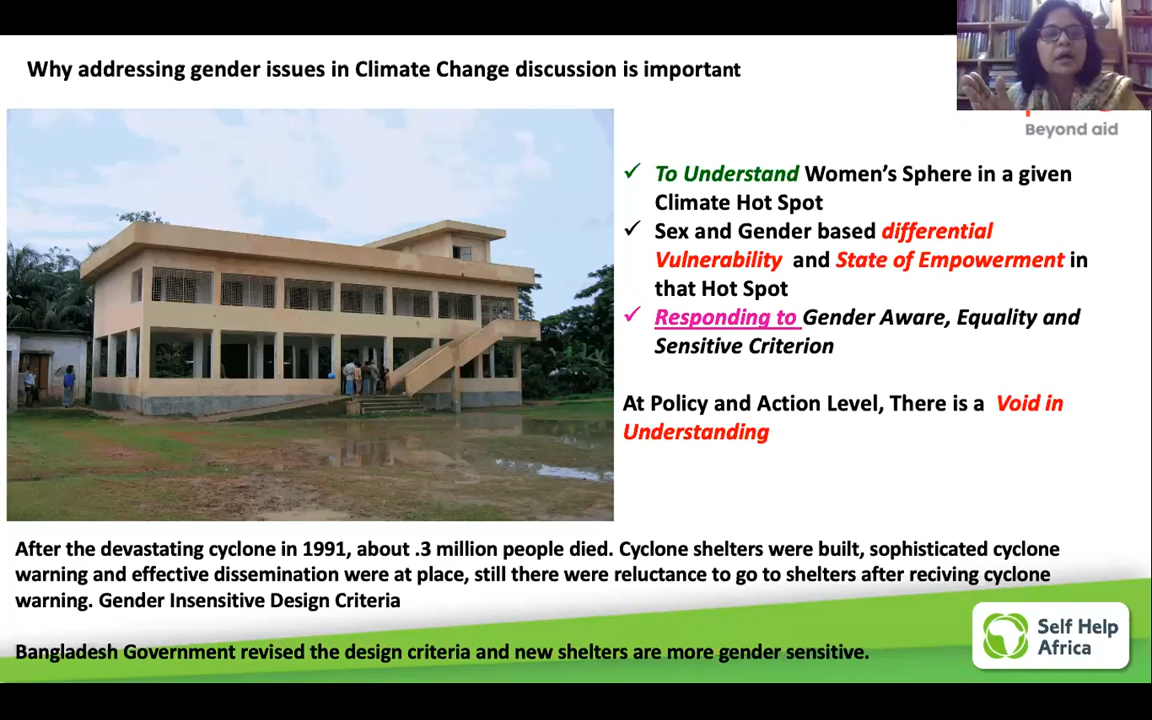 Why addressing gender issues in Climate Change discussion is important
Beyond aid
✓ To Understand Women’s Sphere in a given
Climate Hot Spot
✓ Sex and Gender based differential
Vulnerability and State of Empowerment in
that Hot Spot
✓ Responding to Gender Aware, Equality and
Sensitive Criterion
At Policy and Action Level, There is a Void in
Understanding
After the devastating cyclone in 1991, about .3 million people died. Cyclone shelters were built, sophisticated cyclone
warning and effective dissemination were at place, still there were reluctance to go to shelters after reciving cyclone
warning. Gender Insensitive Design Criteria
Bangladesh Government revised the design criteria and new shelters are more gender sensitive.
Self Help
Africa